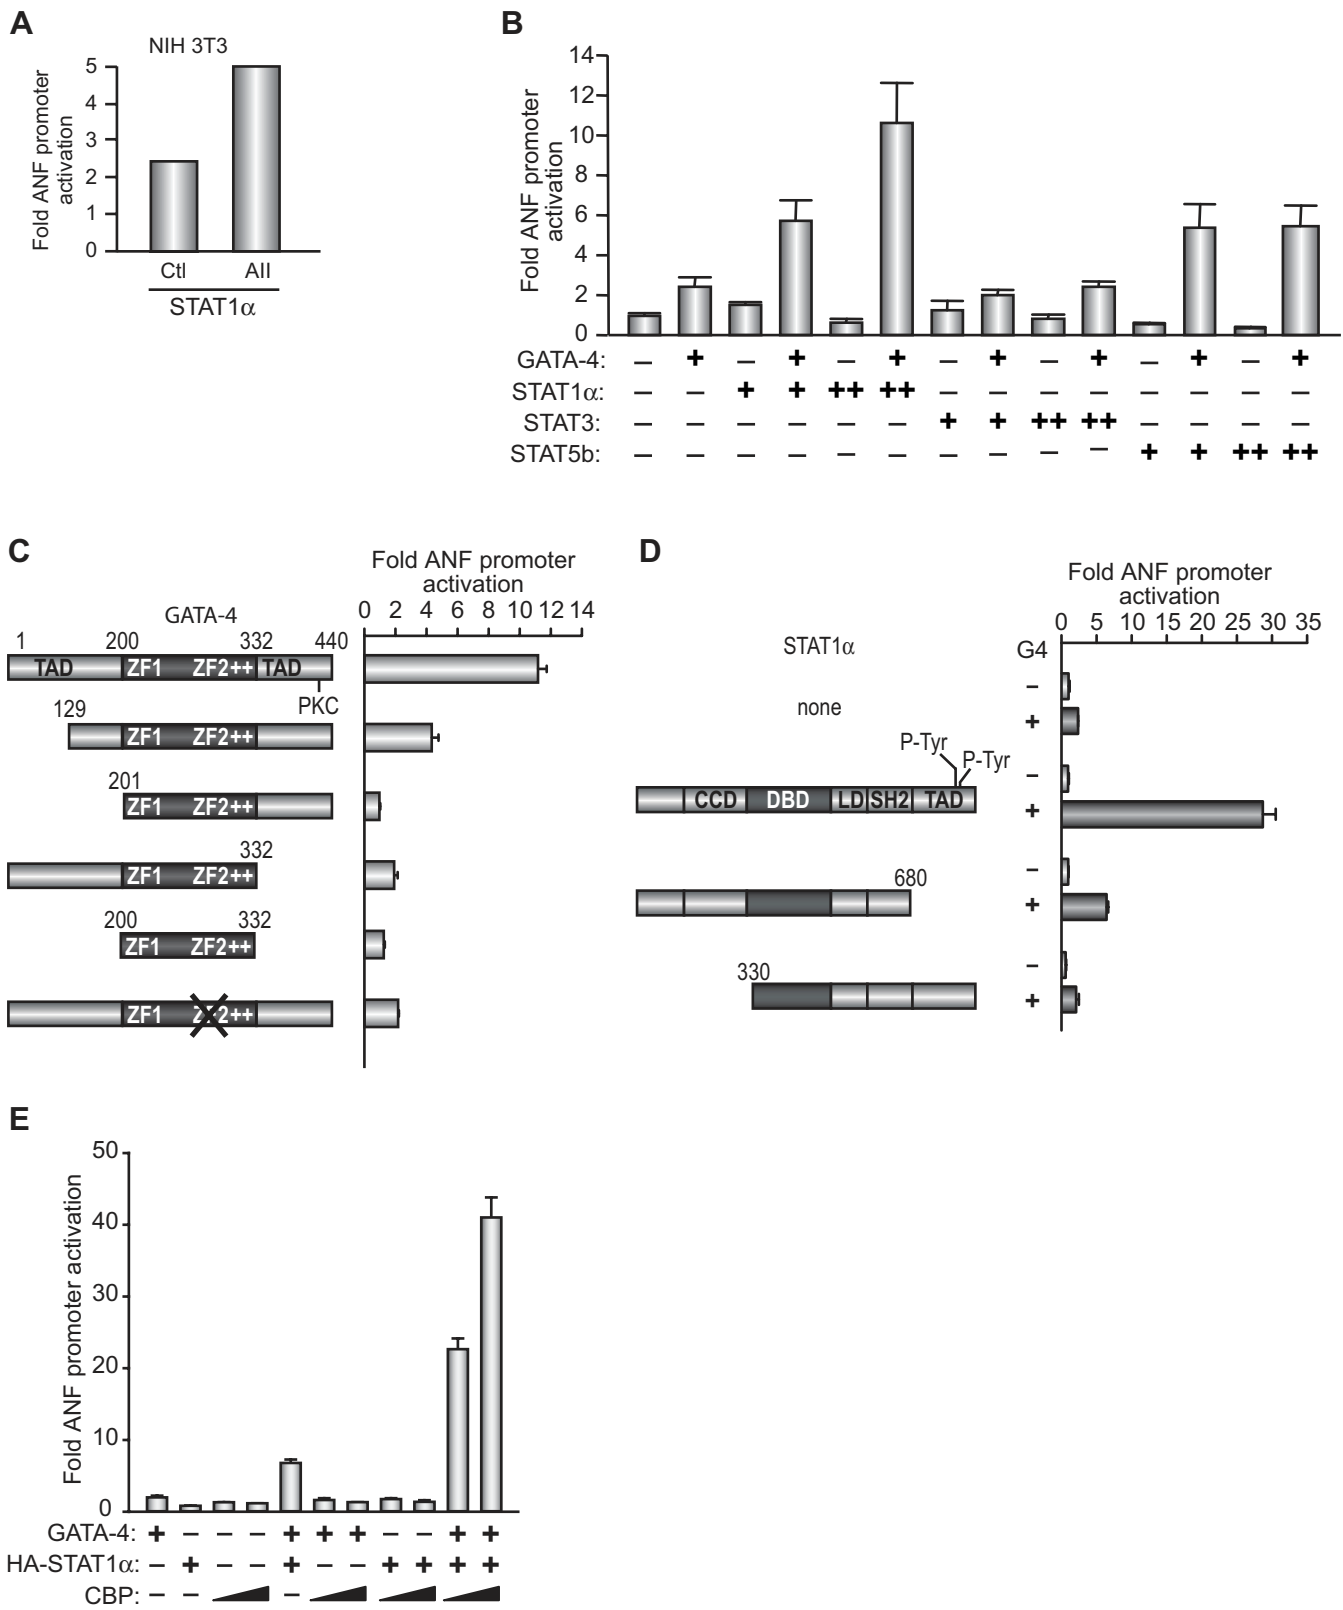 A
NIH 3T3
Fold ANF promoter
activation
5
4
3
2
1
0
Ctl
AII
STAT1α
B
Fold ANF promoter
activation
14
12
10
8
6
4
2
0
GATA-4: – + – + – + – + – + – + – +
STAT1α: – – + + ++ ++ – – – – – – – –
STAT3: – – – – – – + + ++ ++ – – – –
STAT5b: – – – – – – – – – – + + ++ ++
C
Fold ANF promoter
activation
0 2 4 6 8 10 12 14
GATA-4
1 200 332 440
TAD ZF1 ZF2++ TAD
PKC
129
ZF1 ZF2++
201
ZF1 ZF2++
332
ZF1 ZF2++
200 332
ZF1 ZF2++
ZF1 ZF2++
D
Fold ANF promoter
activation
0 5 10 15 20 25 30 35
STAT1α
G4
–
none
+
P-Tyr
P-Tyr
–
CCD DBD LD SH2 TAD
+
–
680
+
–
330
+
E
Fold ANF promoter activation
50
40
30
20
10
0
GATA-4: + – – – + + + – – + +
HA-STAT1α: – + – – + – – + + + +
CBP: – – –